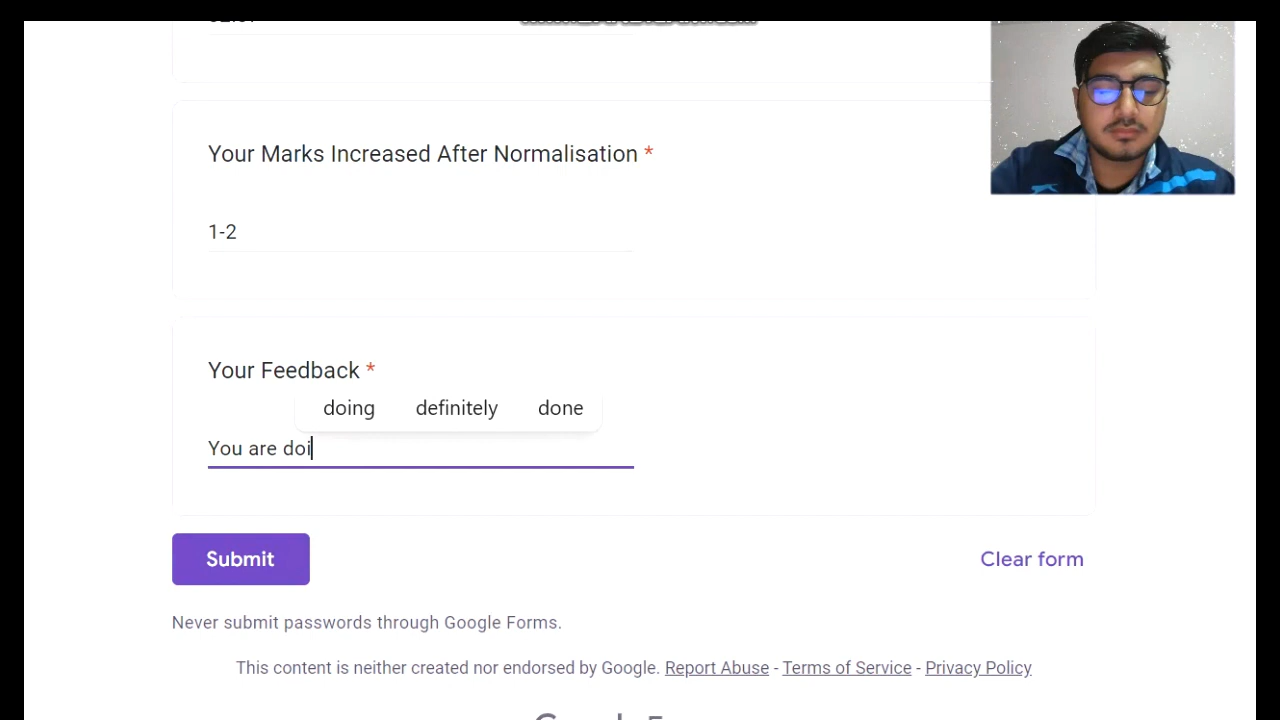 Your Marks Increased After Normalisation *
1-2
Your Feedback *
doing definitely done
You are doi
Submit
Clear form
Never submit passwords through Google Forms.
This content is neither created nor endorsed by Google. Report Abuse - Terms of Service - Privacy Policy